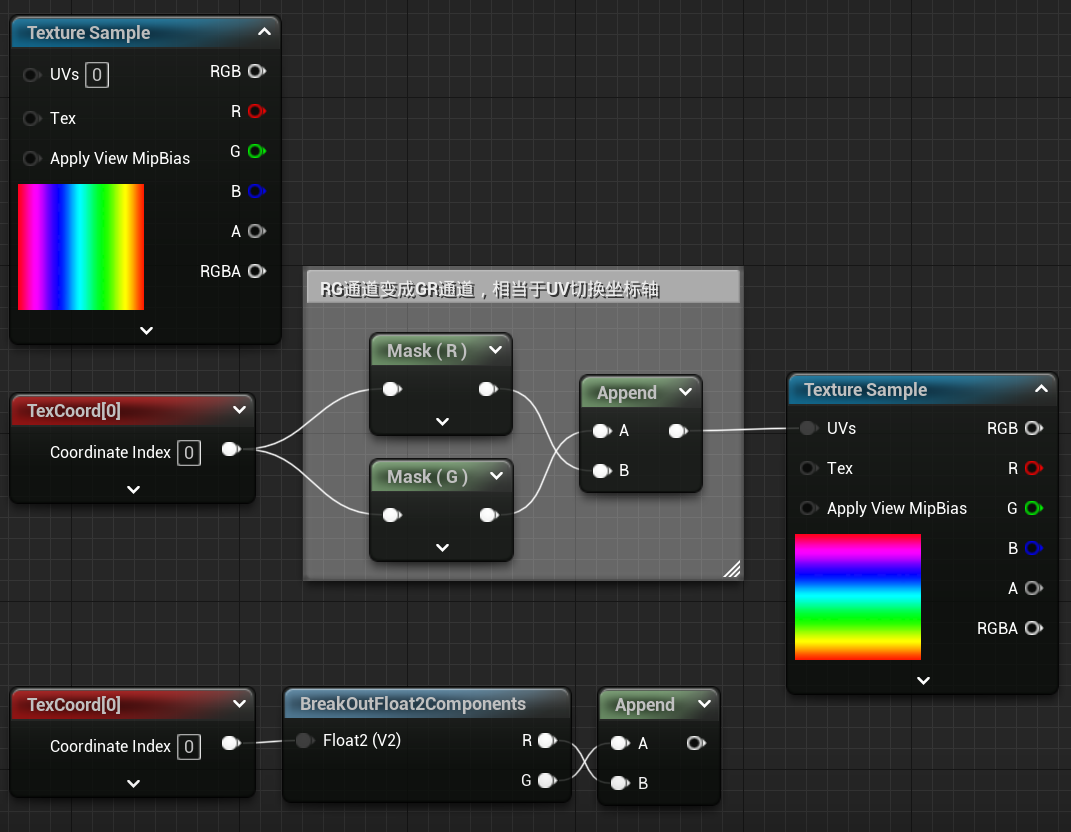 Texture Sample
UVs 0
RGB
R
Tex
G
Apply View MipBias
B
A
RGBA
RG通道变成GR通道，相当于UV切换坐标轴
Mask ( R )
Mask ( G )
Append
A
B
TexCoord[0]
Coordinate Index 0
Texture Sample
UVs
RGB
Tex
R
Apply View MipBias
G
B
A
RGBA
TexCoord[0]
Coordinate Index 0
BreakOutFloat2Components
Float2 (V2)
R
G
Append
A
B